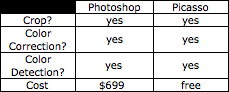 Photoshop Picasso
Crop? yes yes
Color
Correction? yes yes
Color
Detection? yes yes
Cost $699 free